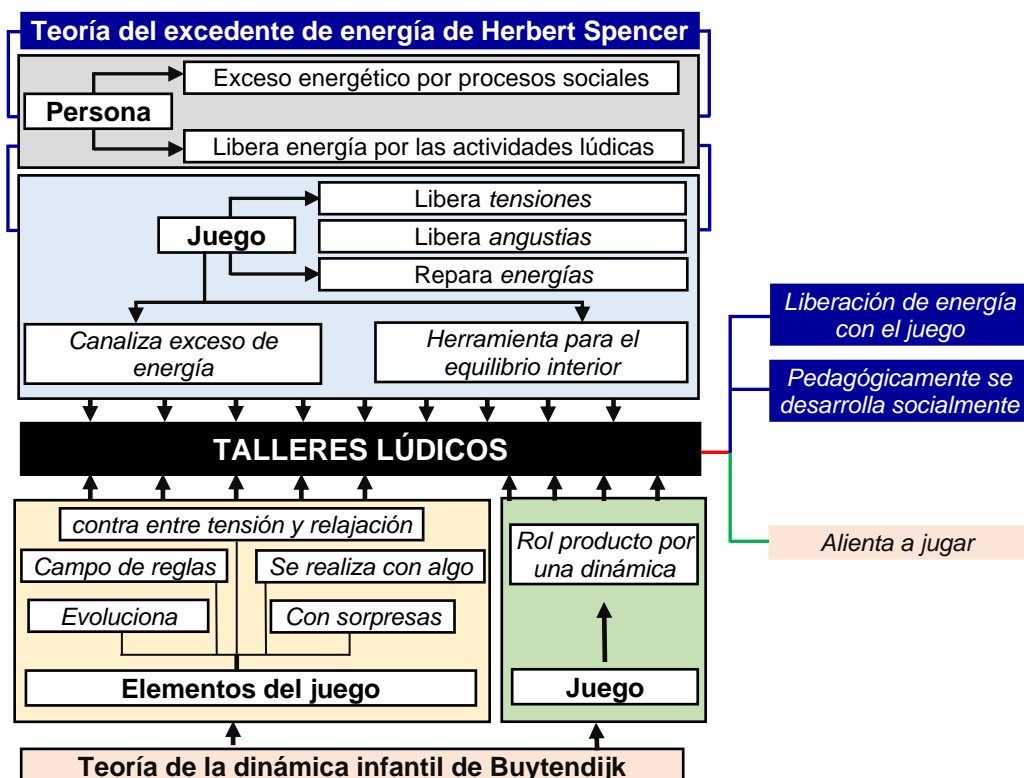 Teoría del excedente de energía de Herbert Spencer
Exceso energético por procesos sociales
Persona
Libera energía por las actividades lúdicas
Libera tensiones
Juego
Libera angustias
Repara energías
Canaliza exceso de
energía
Herramienta para el
equilibrio interior
Liberación de energía
con el juego
Pedagógicamente se
desarrolla socialmente
TALLERES LÚDICOS
Alienta a jugar
contra entre tensión y relajación
Campo de reglas
Se realiza con algo
Evoluciona
Con sorpresas
Elementos del juego
Rol producto por
una dinámica
Juego
Teoría de la dinámica infantil de Buytendijk